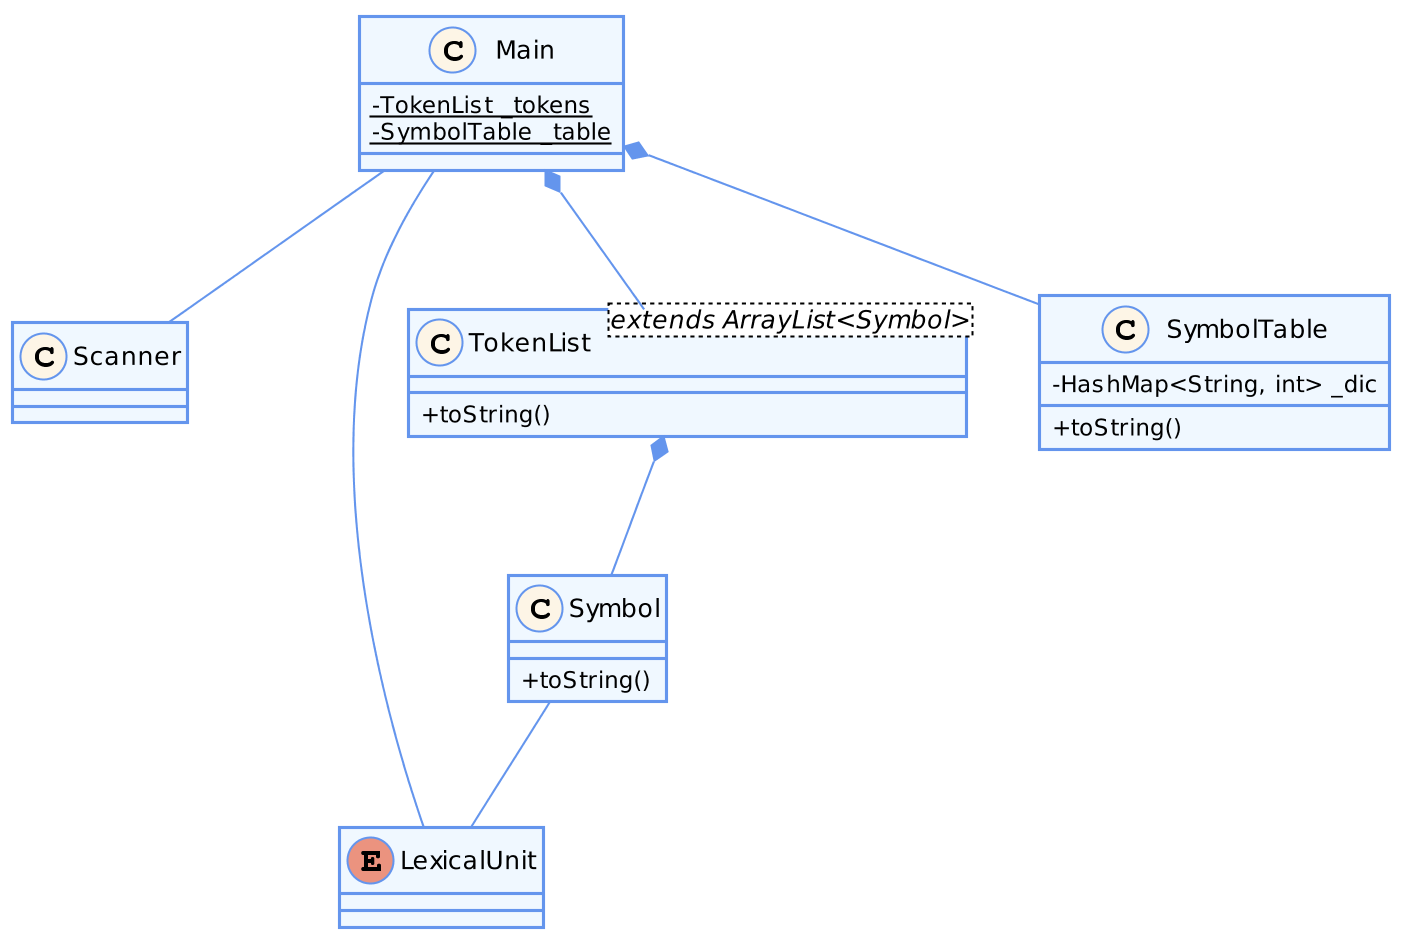 C Main
-TokenList _tokens
-SymbolTable _table
C Scanner
extends ArrayList<Symbol>
C TokenList
+toString()
C SymbolTable
-HashMap<String, int> _dic
+toString()
C Symbol
+toString()
E LexicalUnit